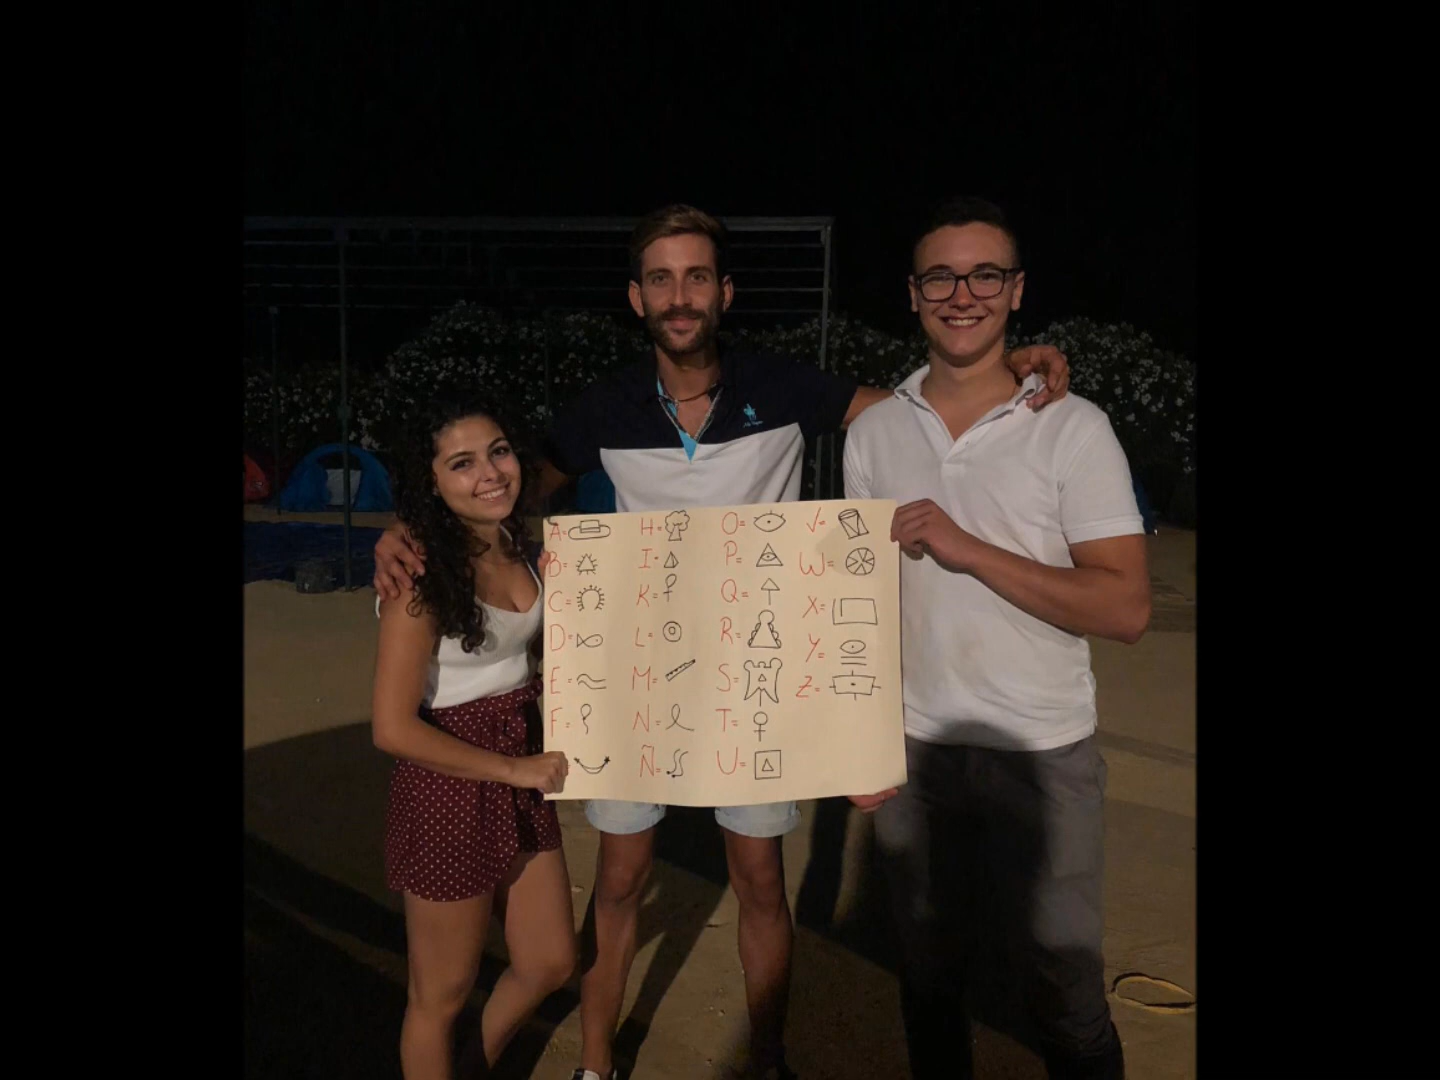 A= H= O= V=
B= I= P= W=
C= K= Q= X=
D= L= R= Y=
E= M= S= Z=
F= N= T=
Ñ= U=